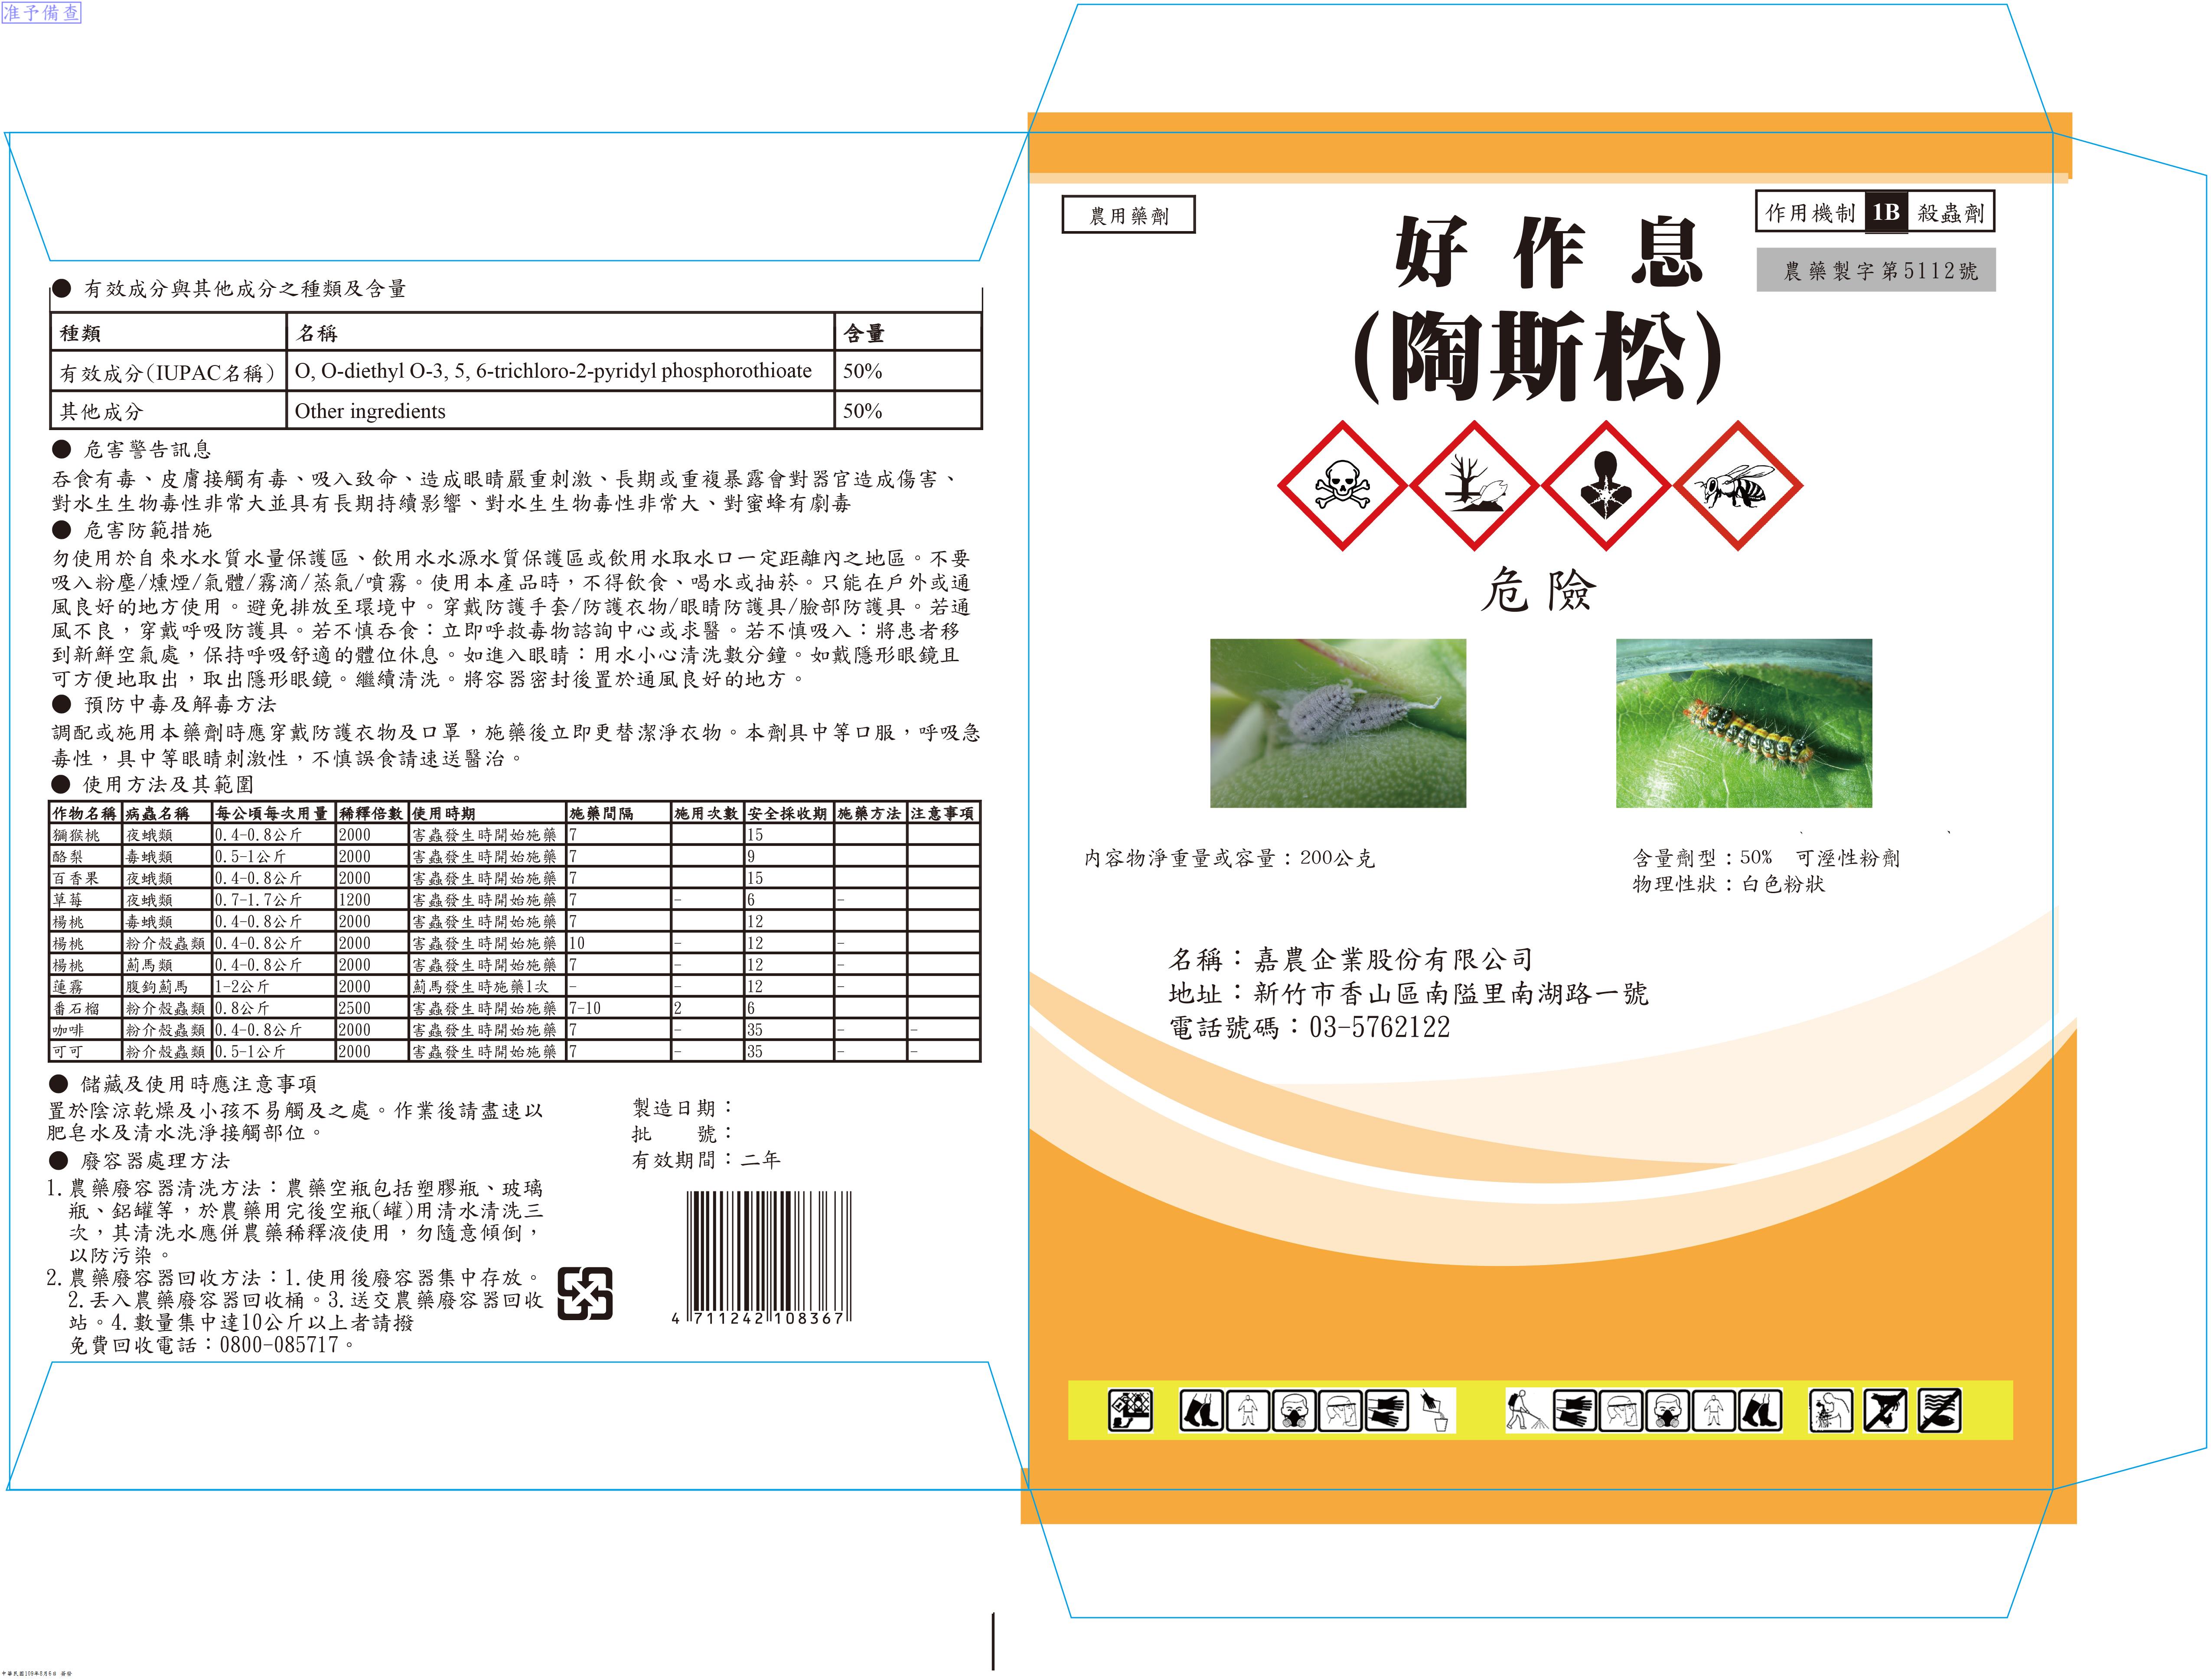 准予備查
● 有效成分與其他成分之種類及含量
種類 名稱 含量
有效成分(IUPAC名稱) O, O-diethyl O-3, 5, 6-trichloro-2-pyridyl phosphorothioate 50%
其他成分 Other ingredients 50%
● 危害警告訊息
吞食有毒、皮膚接觸有毒、吸入致命、造成眼睛嚴重刺激、長期或重複暴露會對器官造成傷害、
對水生生物毒性非常大並具有長期持續影響、對水生生物毒性非常大、對蜜蜂有劇毒
● 危害防範措施
勿使用於自來水水質水量保護區、飲用水水源水質保護區或飲用水取水口一定距離內之地區。不要
吸入粉塵/燻煙/氣體/霧滴/蒸氣/噴霧。使用本產品時，不得飲食、喝水或抽菸。只能在戶外或通
風良好的地方使用。避免排放至環境中。穿戴防護手套/防護衣物/眼睛防護具/臉部防護具。若通
風不良，穿戴呼吸防護具。若不慎吞食：立即呼救毒物諮詢中心或求醫。若不慎吸入：將患者移
到新鮮空氣處，保持呼吸舒適的體位休息。如進入眼睛：用水小心清洗數分鐘。如戴隱形眼鏡且
可方便地取出，取出隱形眼鏡。繼續清洗。將容器密封後置於通風良好的地方。
● 預防中毒及解毒方法
調配或施用本藥劑時應穿戴防護衣物及口罩，施藥後立即更替潔淨衣物。本劑具中等口服，呼吸急
毒性，具中等眼睛刺激性，不慎誤食請速送醫治。
● 使用方法及其範圍
作物名稱 病蟲名稱 每公頃每次用量 稀釋倍數 使用時期 施藥間隔 施用次數 安全採收期 施藥方法 注意事項
獼猴桃 夜蛾類 0.4-0.8公斤 2000 害蟲發生時開始施藥 7 15
酪梨 毒蛾類 0.5-1公斤 2000 害蟲發生時開始施藥 7 9
百香果 夜蛾類 0.4-0.8公斤 2000 害蟲發生時開始施藥 7 15
草莓 夜蛾類 0.7-1.7公斤 1200 害蟲發生時開始施藥 7 - 6 -
楊桃 毒蛾類 0.4-0.8公斤 2000 害蟲發生時開始施藥 7 12
楊桃 粉介殼蟲類 0.4-0.8公斤 2000 害蟲發生時開始施藥 10 - 12 -
楊桃 薊馬類 0.4-0.8公斤 2000 害蟲發生時開始施藥 7 - 12 -
蓮霧 腹鉤薊馬 1-2公斤 2000 薊馬發生時施藥1次 - - 12 -
番石榴 粉介殼蟲類 0.8公斤 2500 害蟲發生時開始施藥 7-10 2 6
咖啡 粉介殼蟲類 0.4-0.8公斤 2000 害蟲發生時開始施藥 7 - 35 - -
可可 粉介殼蟲類 0.5-1公斤 2000 害蟲發生時開始施藥 7 - 35 - -
● 儲藏及使用時應注意事項
置於陰涼乾燥及小孩不易觸及之處。作業後請盡速以
肥皂水及清水洗淨接觸部位。
● 廢容器處理方法
1.農藥廢容器清洗方法：農藥空瓶包括塑膠瓶、玻璃
瓶、鋁罐等，於農藥用完後空瓶(罐)用清水清洗三
次，其清洗水應併農藥稀釋液使用，勿隨意傾倒，
以防污染。
2.農藥廢容器回收方法：1.使用後廢容器集中存放。
2.丟入農藥廢容器回收桶。3.送交農藥廢容器回收
站。4.數量集中達10公斤以上者請撥
免費回收電話：0800-085717。
製造日期：
批　　號：
有效期間：二年
4 711242 108367
農用藥劑
好作息
(陶斯松)
作用機制 1B 殺蟲劑
農藥製字第5112號
危險
內容物淨重量或容量：200公克
含量劑型：50%　可溼性粉劑
物理性狀：白色粉狀
名稱：嘉農企業股份有限公司
地址：新竹市香山區南隘里南湖路一號
電話號碼：03-5762122
中華民國109年8月6日 簽發